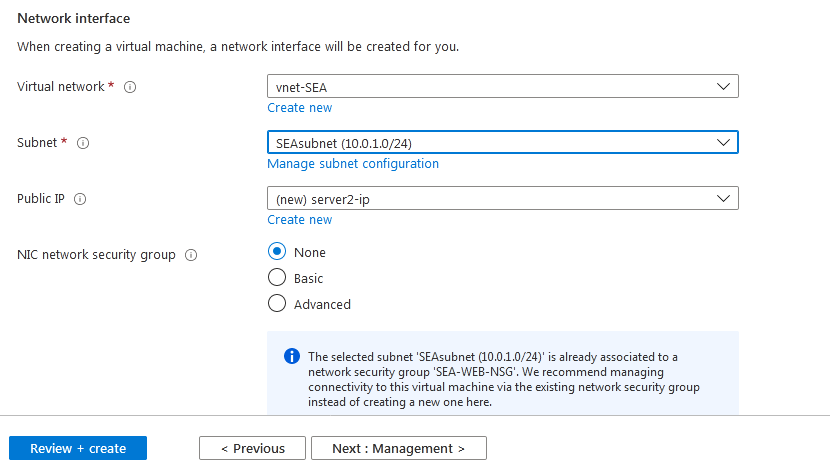 Network interface
When creating a virtual machine, a network interface will be created for you.
Virtual network *
vnet-SEA
Create new
Subnet *
SEAsubnet (10.0.1.0/24)
Manage subnet configuration
Public IP
(new) server2-ip
Create new
NIC network security group
None
Basic
Advanced
The selected subnet 'SEAsubnet (10.0.1.0/24)' is already associated to a
network security group 'SEA-WEB-NSG'. We recommend managing
connectivity to this virtual machine via the existing network security group
instead of creating a new one here.
Review + create
< Previous
Next : Management >